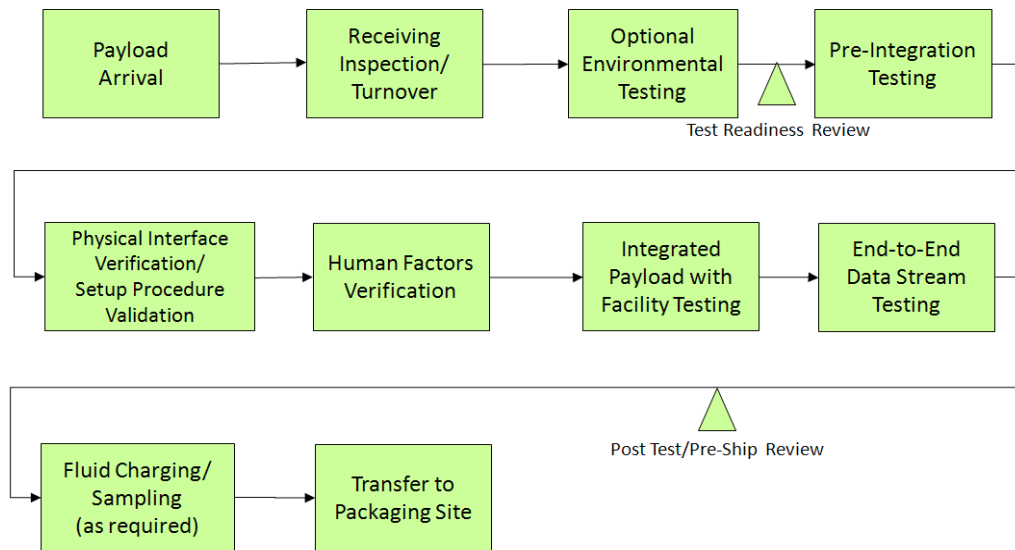 Payload
Arrival
Receiving
Inspection/
Turnover
Optional
Environmental
Testing
Pre-Integration
Testing
Test Readiness Review
Physical Interface
Verification/
Setup Procedure
Validation
Human Factors
Verification
Integrated
Payload with
Facility Testing
End-to-End
Data Stream
Testing
Post Test/Pre-Ship Review
Fluid Charging/
Sampling
(as required)
Transfer to
Packaging Site